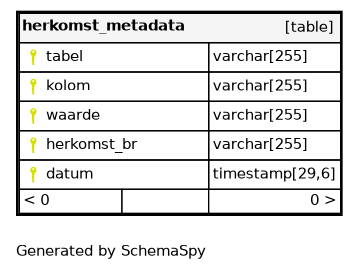 herkomst_metadata [table]
tabel varchar[255]
kolom varchar[255]
waarde varchar[255]
herkomst_br varchar[255]
datum timestamp[29,6]
< 0 0 >
Generated by SchemaSpy